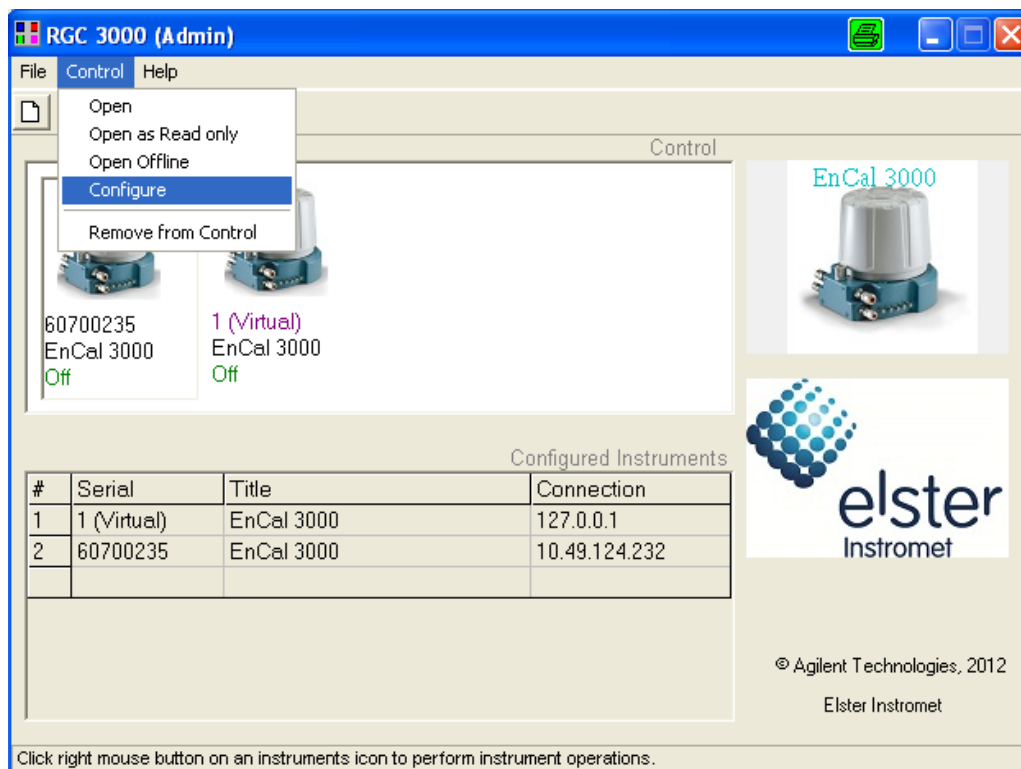 RGC 3000 (Admin)
File Control Help
Open
Open as Read only
Open Offline
Configure
Remove from Control
Control
60700235
EnCal 3000
Off
1 (Virtual)
EnCal 3000
Off
EnCal 3000
elster
Instromet
Configured Instruments
# Serial Title Connection
1 1 (Virtual) EnCal 3000 127.0.0.1
2 60700235 EnCal 3000 10.49.124.232
© Agilent Technologies, 2012
Elster Instromet
Click right mouse button on an instruments icon to perform instrument operations.